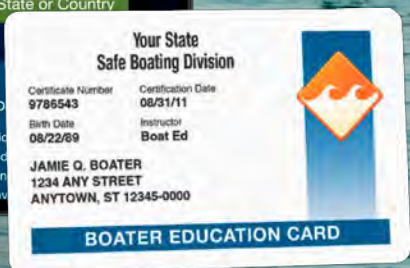 State or Country
Your State
Safe Boating Division
Certificate Number
9786543
Certification Date
08/31/11
Birth Date
08/22/89
Instructor
Boat Ed
JAMIE Q. BOATER
1234 ANY STREET
ANYTOWN, ST 12345-0000
BOATER EDUCATION CARD